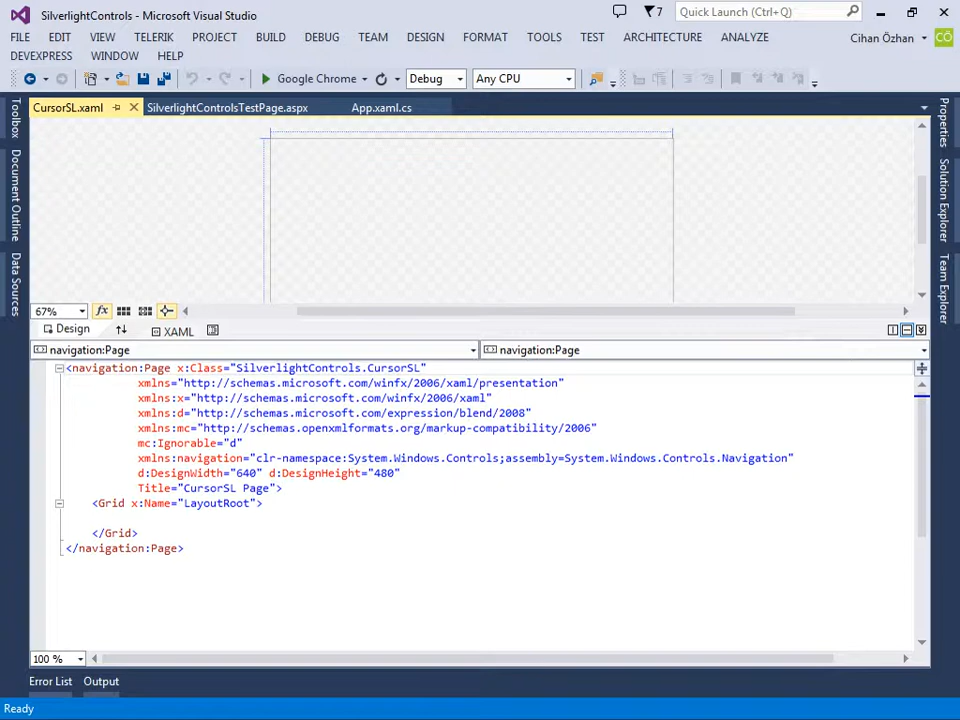 SilverlightControls - Microsoft Visual Studio
7
Quick Launch (Ctrl+Q)
FILE EDIT VIEW TELERIK PROJECT BUILD DEBUG TEAM DESIGN FORMAT TOOLS TEST ARCHITECTURE ANALYZE
Cihan Özhan CÖ
DEVEXPRESS WINDOW HELP
Google Chrome Debug Any CPU
CursorSL.xaml SilverlightControlsTestPage.aspx App.xaml.cs
Toolbox
Document Outline
Data Sources
Properties
Solution Explorer
Team Explorer
67% fx
Design XAML
navigation:Page navigation:Page
<navigation:Page x:Class="SilverlightControls.CursorSL"
xmlns="http://schemas.microsoft.com/winfx/2006/xaml/presentation"
xmlns:x="http://schemas.microsoft.com/winfx/2006/xaml"
xmlns:d="http://schemas.microsoft.com/expression/blend/2008"
xmlns:mc="http://schemas.openxmlformats.org/markup-compatibility/2006"
mc:Ignorable="d"
xmlns:navigation="clr-namespace:System.Windows.Controls;assembly=System.Windows.Controls.Navigation"
d:DesignWidth="640" d:DesignHeight="480"
Title="CursorSL Page">
<Grid x:Name="LayoutRoot">
</Grid>
</navigation:Page>
100 %
Error List Output
Ready